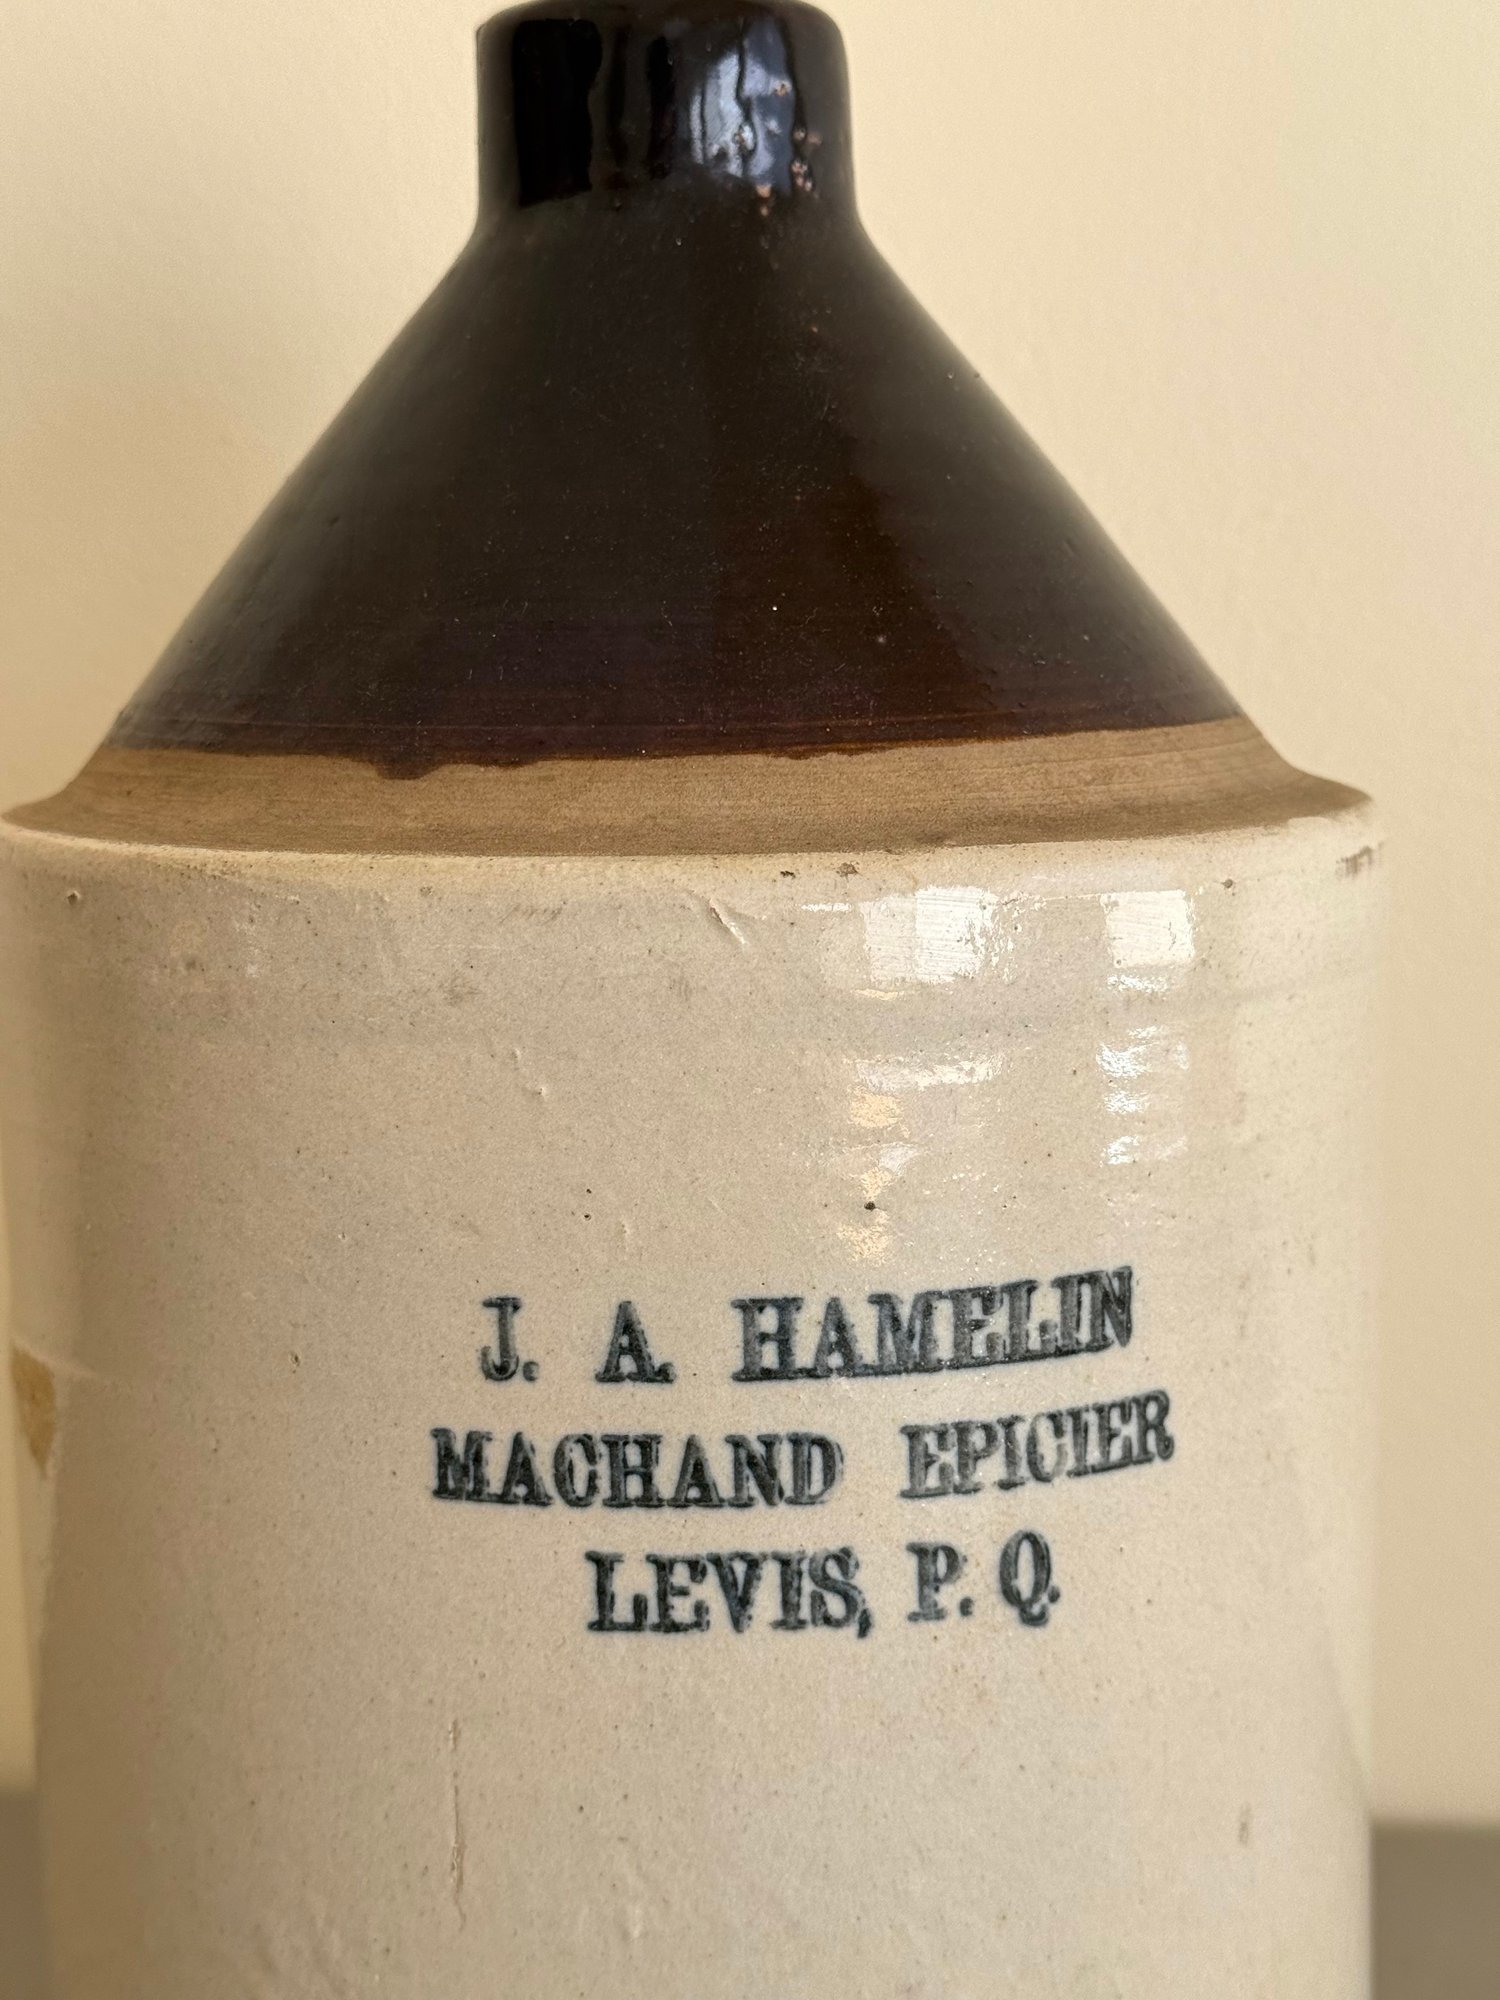 J. A. HAMELIN
MACHAND EPICIER
LEVIS, P. Q.